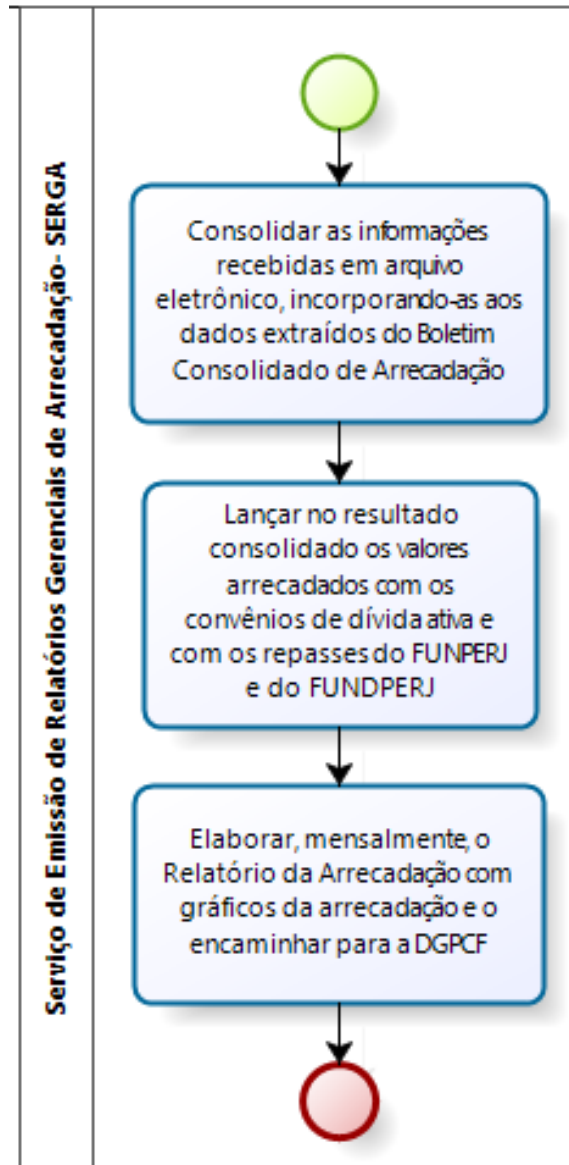 Serviço de Emissão de Relatórios Gerenciais de Arrecadação- SERGA
Consolidar as informações
recebidas em arquivo
eletrônico, incorporando-as aos
dados extraídos do Boletim
Consolidado de Arrecadação
Lançar no resultado
consolidado os valores
arrecadados com os
convênios de dívida ativa e
com os repasses do FUNPERJ
e do FUNDPERJ
Elaborar, mensalmente, o
Relatório da Arrecadação com
gráficos da arrecadação e o
encaminhar para a DGPCF